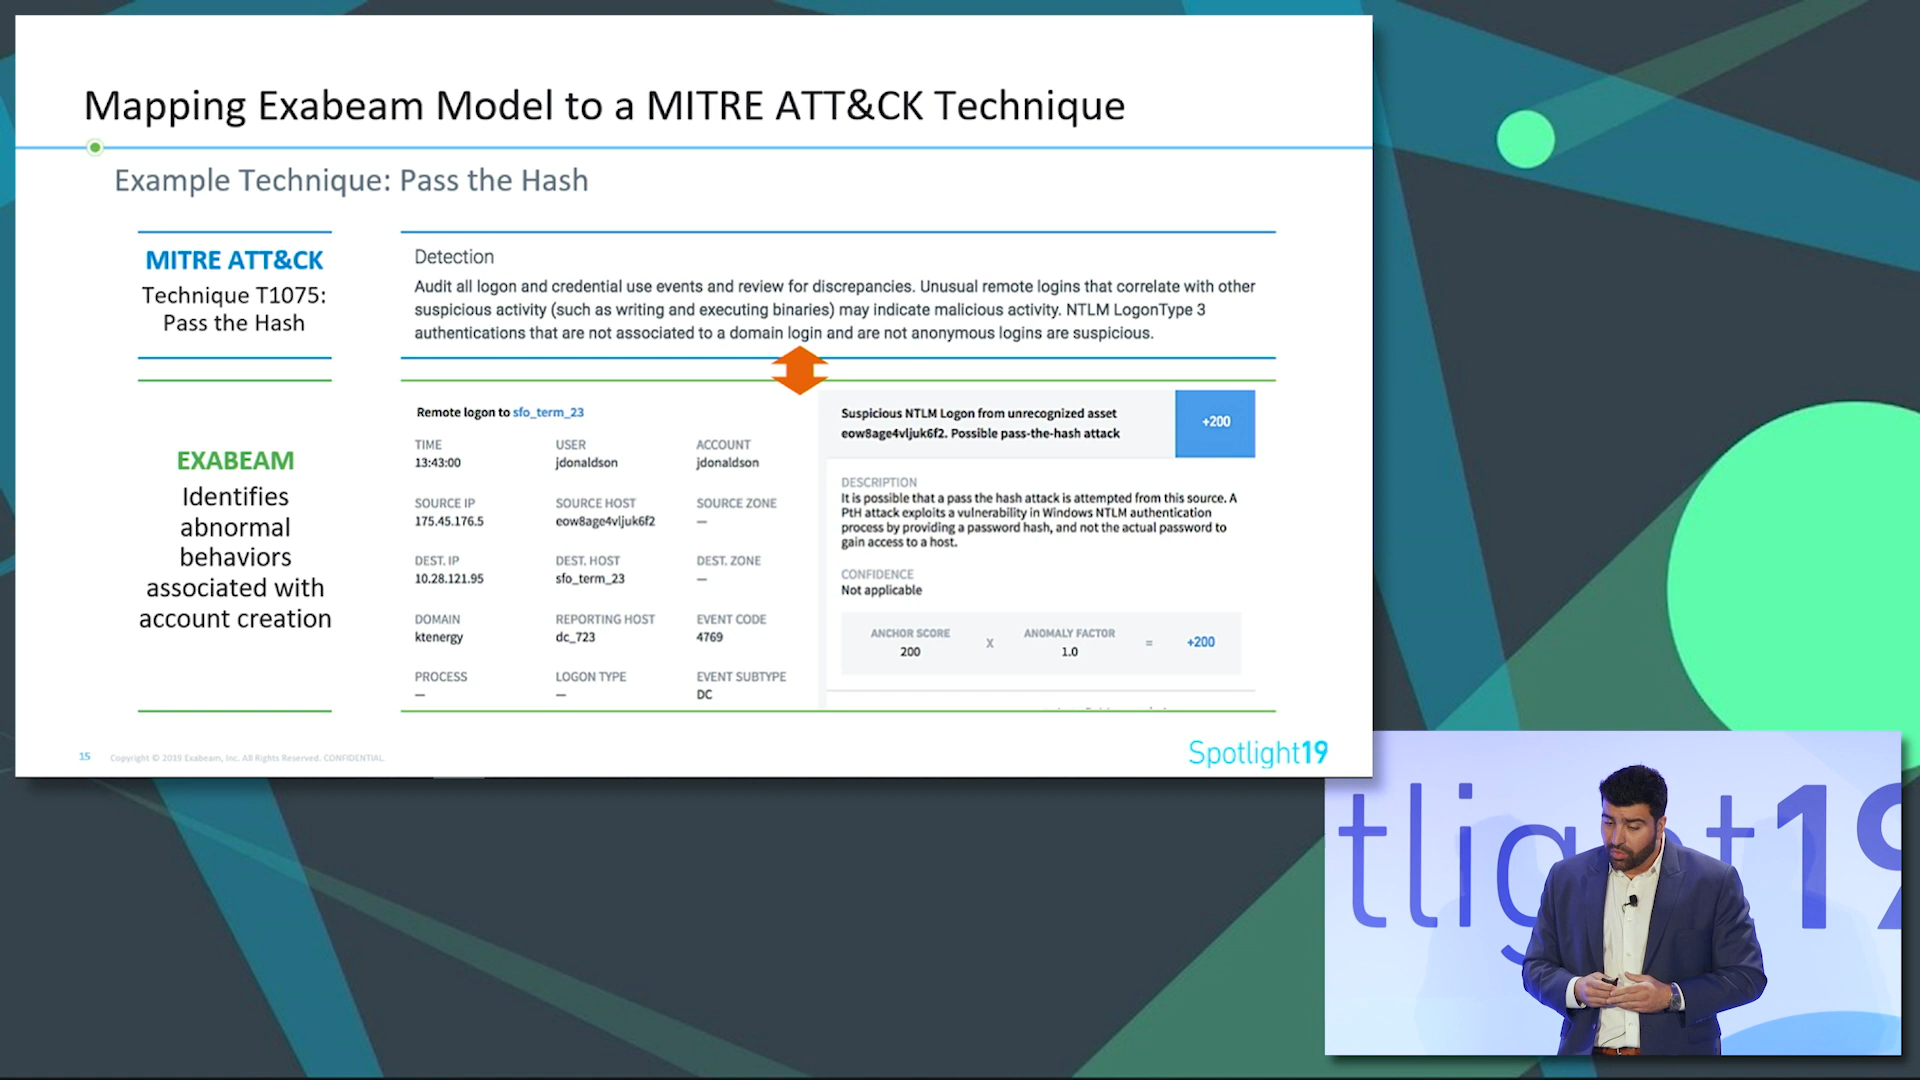 Mapping Exabeam Model to a MITRE ATT&CK Technique
Example Technique: Pass the Hash
MITRE ATT&CK
Technique T1075:
Pass the Hash
Detection
Audit all logon and credential use events and review for discrepancies. Unusual remote logins that correlate with other
suspicious activity (such as writing and executing binaries) may indicate malicious activity. NTLM LogonType 3
authentications that are not associated to a domain login and are not anonymous logins are suspicious.
EXABEAM
Identifies
abnormal
behaviors
associated with
account creation
Remote logon to sfo_term_23
TIME USER ACCOUNT
13:43:00 jdonaldson jdonaldson
SOURCE IP SOURCE HOST SOURCE ZONE
175.45.176.5 eow8age4vljuk6f2 —
DEST. IP DEST. HOST DEST. ZONE
10.28.121.95 sfo_term_23 —
DOMAIN REPORTING HOST EVENT CODE
ktenergy dc_723 4769
PROCESS LOGON TYPE EVENT SUBTYPE
— — DC
Suspicious NTLM Logon from unrecognized asset
eow8age4vljuk6f2. Possible pass-the-hash attack
+200
DESCRIPTION
It is possible that a pass the hash attack is attempted from this source. A
PtH attack exploits a vulnerability in Windows NTLM authentication
process by providing a password hash, and not the actual password to
gain access to a host.
CONFIDENCE
Not applicable
ANCHOR SCORE X ANOMALY FACTOR = +200
200 1.0
15 Copyright © 2019 Exabeam, Inc. All Rights Reserved. CONFIDENTIAL.
Spotlight19
tlight19